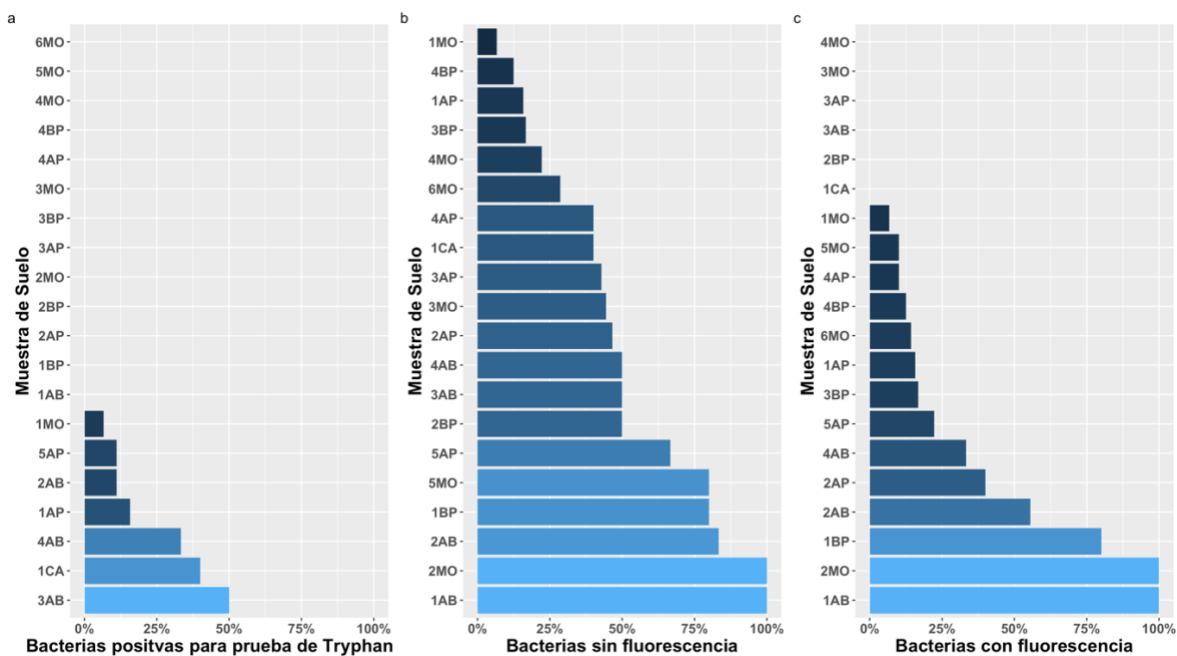 a
Muestra de Suelo
6MO
5MO
4MO
4BP
4AP
3MO
3BP
3AP
2MO
2BP
2AP
1BP
1AB
1MO
5AP
2AB
1AP
4AB
1CA
3AB
0%
25%
50%
75%
100%
Bacterias positvas para prueba de Tryphan
b
Muestra de Suelo
1MO
4BP
1AP
3BP
4MO
6MO
4AP
1CA
3AP
3MO
2AP
4AB
3AB
2BP
5AP
5MO
1BP
2AB
2MO
1AB
0%
25%
50%
75%
100%
Bacterias sin fluorescencia
c
Muestra de Suelo
4MO
3MO
3AP
3AB
2BP
1CA
1MO
5MO
4AP
4BP
6MO
1AP
3BP
5AP
4AB
2AP
2AB
1BP
2MO
1AB
0%
25%
50%
75%
100%
Bacterias con fluorescencia